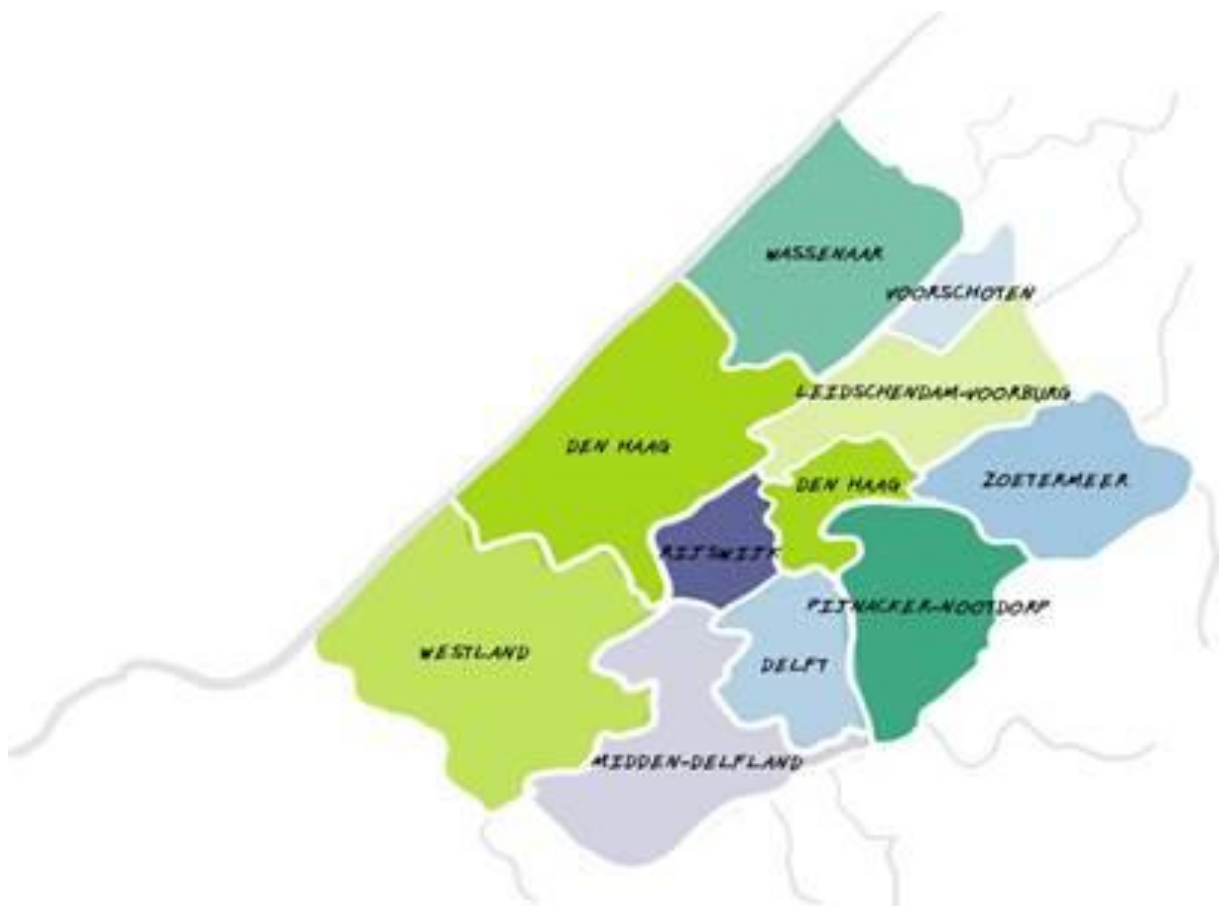 WASSENAAR
VOORSCHOTEN
LEIDSCHENDAM-VOORBURG
DEN HAAG
DEN HAAG
ZOETERMEER
RIJSWIJK
PIJNACKER-NOOTDORP
WESTLAND
DELFT
MIDDEN-DELFLAND